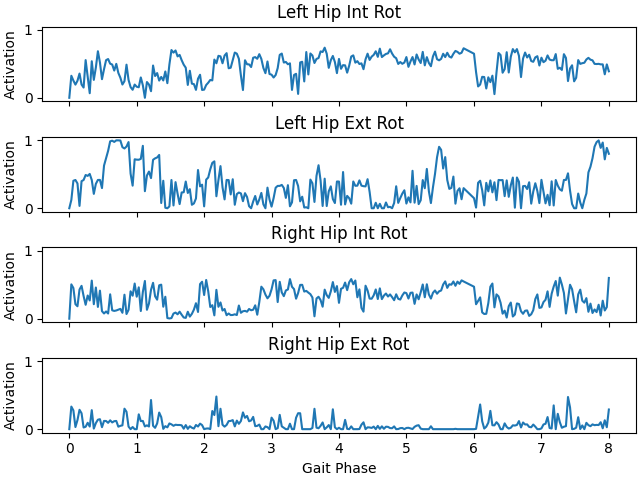 Left Hip Int Rot
Activation
1
0
Left Hip Ext Rot
Activation
1
0
Right Hip Int Rot
Activation
1
0
Right Hip Ext Rot
Activation
1
0
0 1 2 3 4 5 6 7 8
Gait Phase